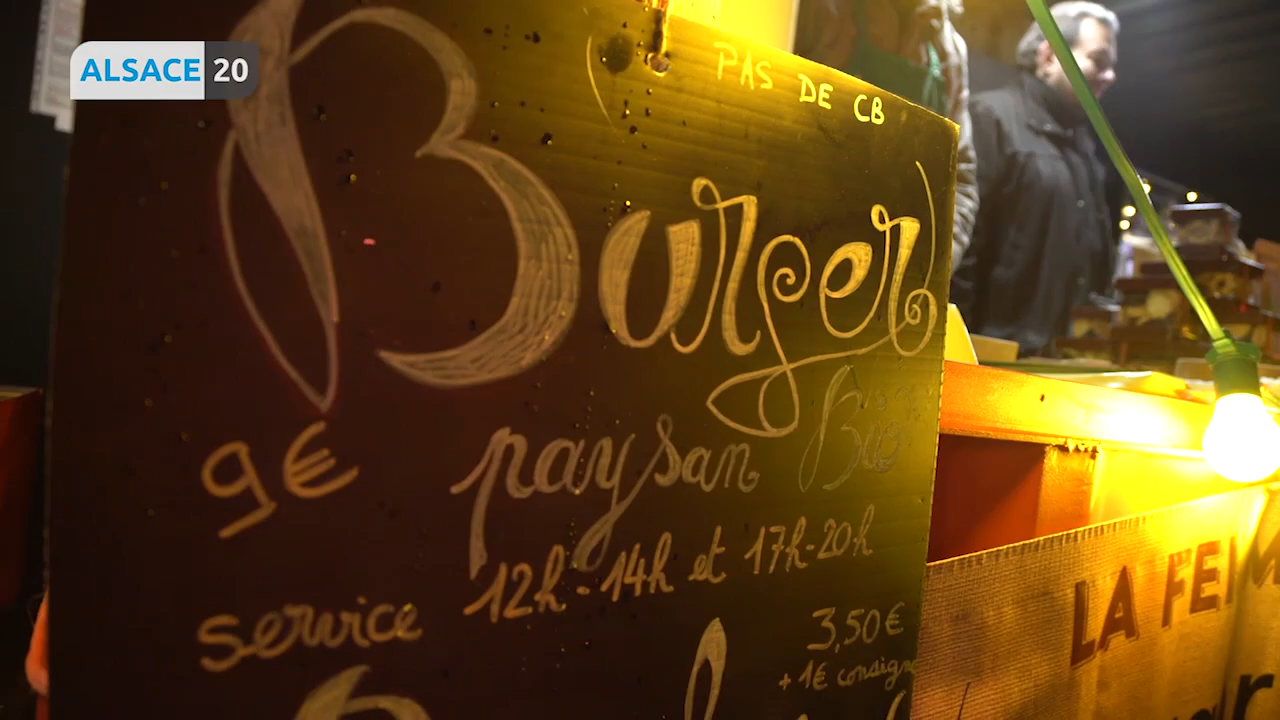 ALSACE 20
PAS DE CB
Burger
9€ paysan Bio
service 12h-14h et 17h-20h
3,50€
+ 1€ consigne
LA FE